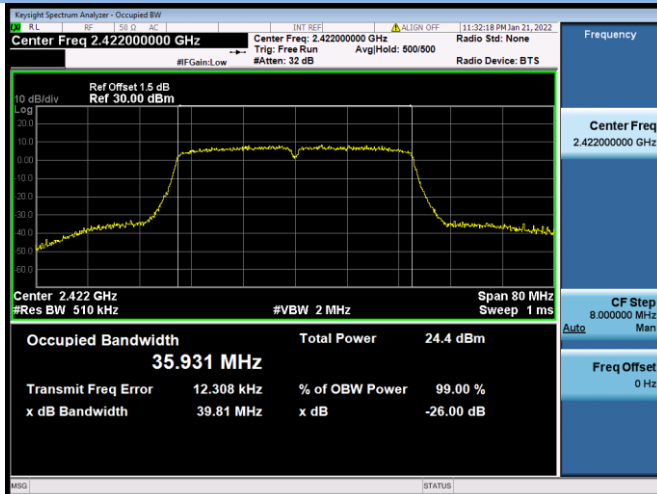 Keysight Spectrum Analyzer - Occupied BW
RL RF 50 Ω AC INT REF ALIGN OFF 11:32:18 PM Jan 21, 2022
Center Freq 2.422000000 GHz
#IFGain:Low
Center Freq: 2.422000000 GHz
Trig: Free Run Avg|Hold: 500/500
#Atten: 32 dB
Radio Std: None
Radio Device: BTS
Ref Offset 1.5 dB
10 dB/div Ref 30.00 dBm
Log
20.0
10.0
0.00
-10.0
-20.0
-30.0
-40.0
-50.0
-60.0
Center 2.422 GHz Span 80 MHz
#Res BW 510 kHz #VBW 2 MHz Sweep 1 ms
Occupied Bandwidth Total Power 24.4 dBm
35.931 MHz
Transmit Freq Error 12.308 kHz % of OBW Power 99.00 %
x dB Bandwidth 39.81 MHz x dB -26.00 dB
MSG STATUS
Frequency
Center Freq
2.422000000 GHz
CF Step
8.000000 MHz
Auto Man
Freq Offset
0 Hz